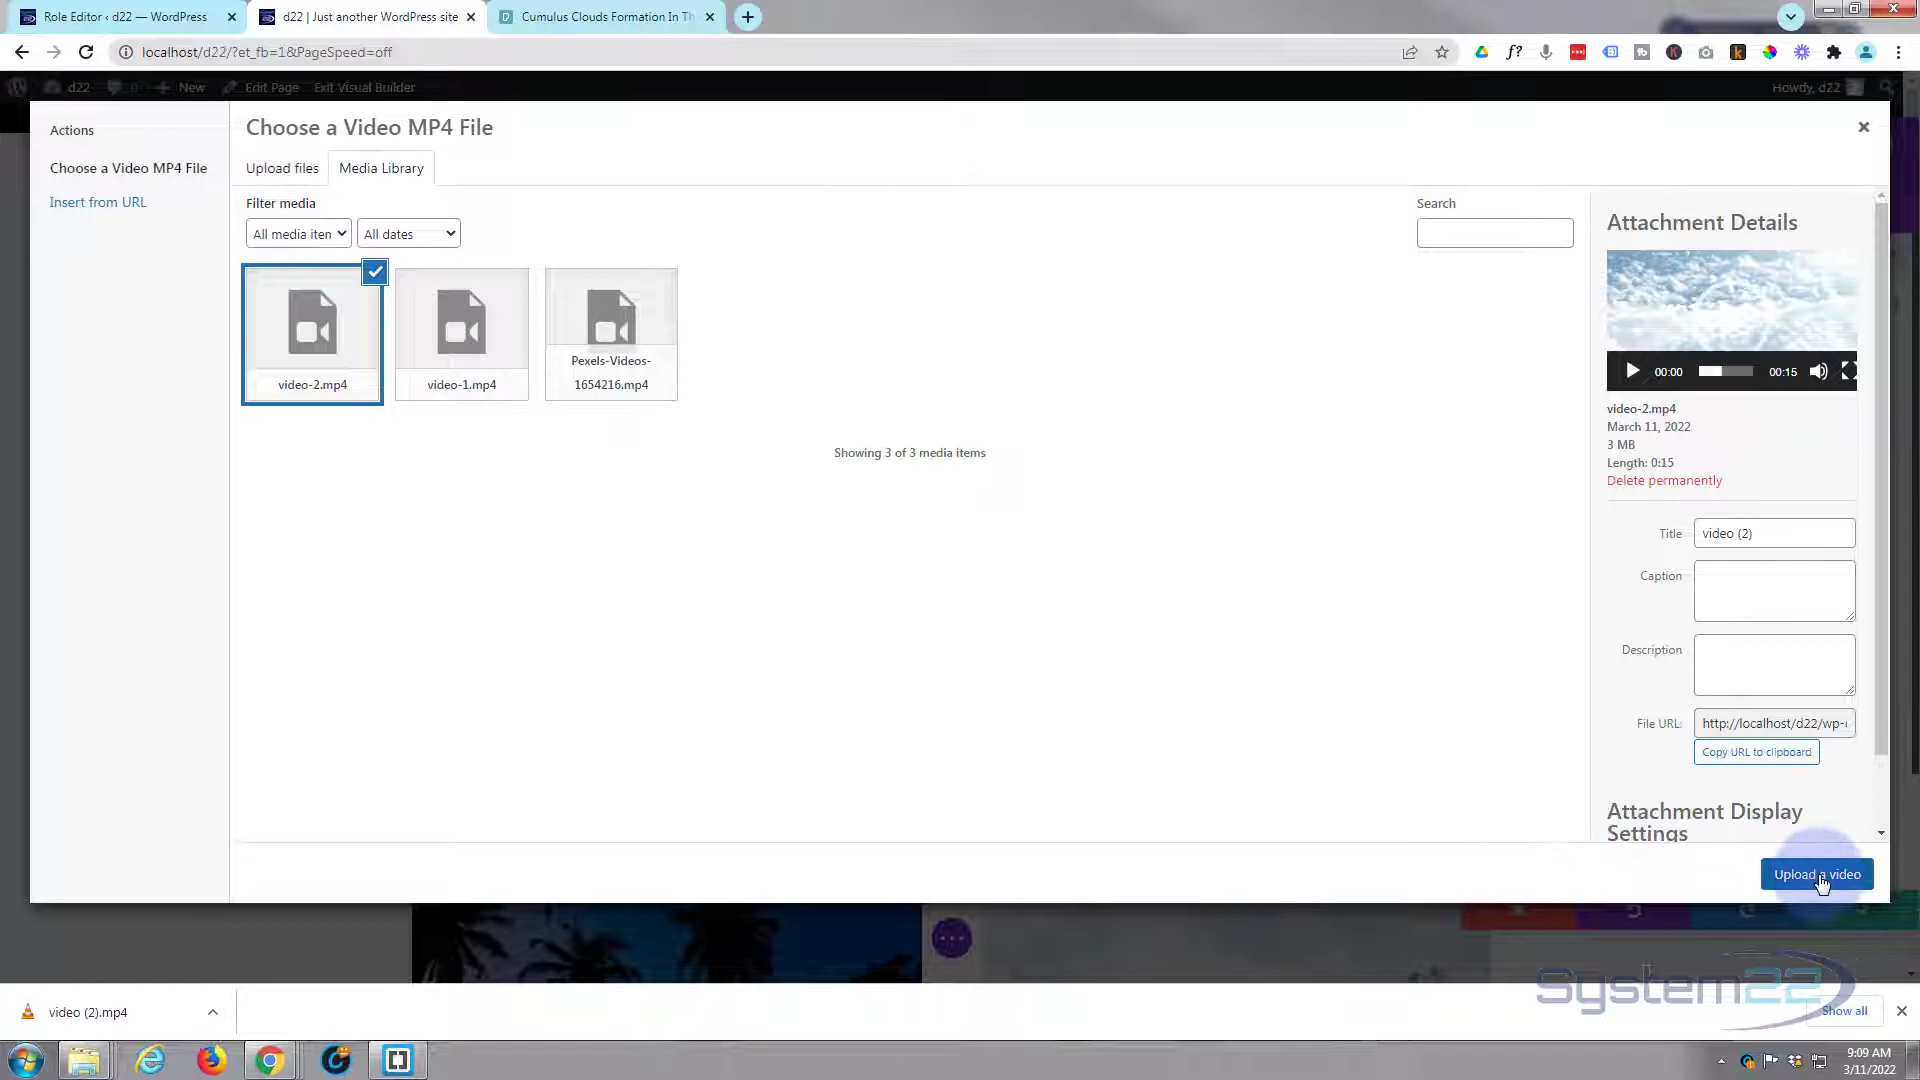 Role Editor ‹ d22 — WordPress
d22 | Just another WordPress site
Cumulus Clouds Formation In Th
localhost/d22/?et_fb=1&PageSpeed=off
d22
New
Edit Page
Exit Visual Builder
Howdy, d22
Actions
Choose a Video MP4 File
Insert from URL
Choose a Video MP4 File
Upload files
Media Library
Filter media
All media iten
All dates
Search
video-2.mp4
video-1.mp4
Pexels-Videos-
1654216.mp4
Showing 3 of 3 media items
Attachment Details
00:00
00:15
video-2.mp4
March 11, 2022
3 MB
Length: 0:15
Delete permanently
Title
video (2)
Caption
Description
File URL:
http://localhost/d22/wp-
Copy URL to clipboard
Attachment Display
Settings
Upload a video
System22
video (2).mp4
Show all
9:09 AM
3/11/2022